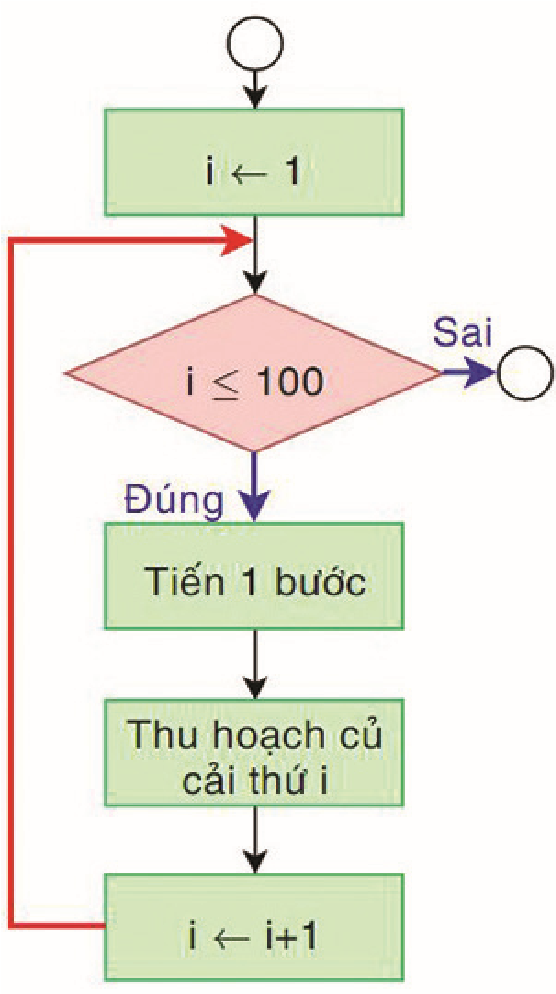 i ← 1
i ≤ 100
Sai
Đúng
Tiến 1 bước
Thu hoạch củ
cải thứ i
i ← i+1